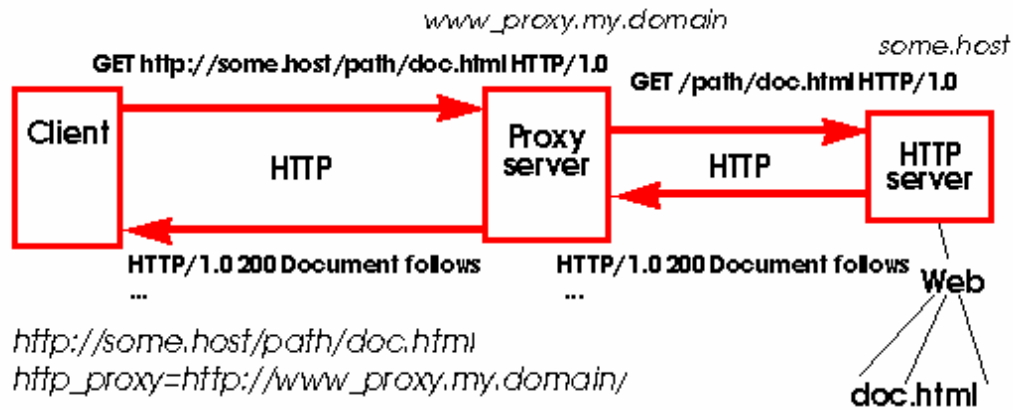 www_proxy.my.domain
some.host
GET http://some.host/path/doc.html HTTP/1.0
GET /path/doc.html HTTP/1.0
Client
Proxy
server
HTTP
HTTP
HTTP
server
HTTP/1.0 200 Document follows
...
HTTP/1.0 200 Document follows
...
Web
http://some.host/path/doc.html
http_proxy=http://www_proxy.my.domain/
doc.html